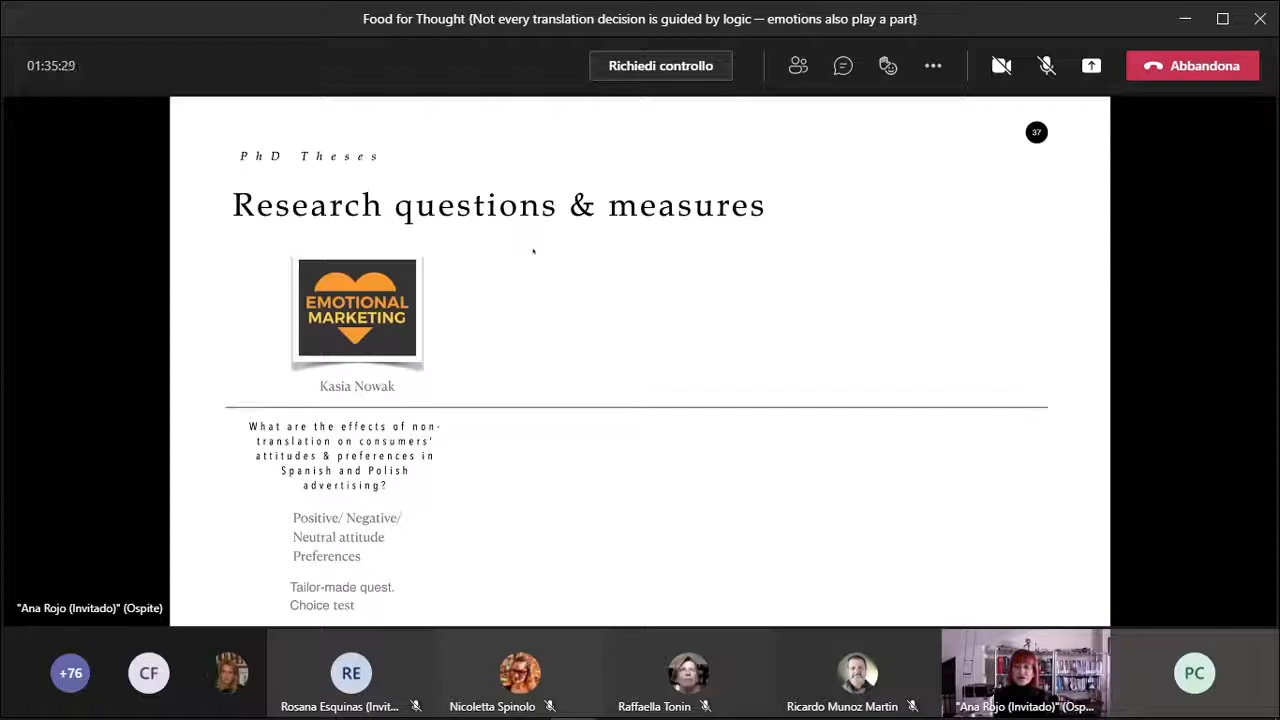 Food for Thought {Not every translation decision is guided by logic — emotions also play a part}
01:35:29
Richiedi controllo
Abbandona
37
PhD Theses
Research questions & measures
EMOTIONAL
MARKETING
Kasia Nowak
What are the effects of non-
translation on consumers'
attitudes & preferences in
Spanish and Polish
advertising?
Positive/ Negative/
Neutral attitude
Preferences
Tailor-made quest.
Choice test
"Ana Rojo (Invitado)" (Ospite)
+76
CF
RE
PC
Rosana Esquinas (Invit...
Nicoletta Spinolo
Raffaella Tonin
Ricardo Munoz Martin
"Ana Rojo (Invitado)" (Osp...